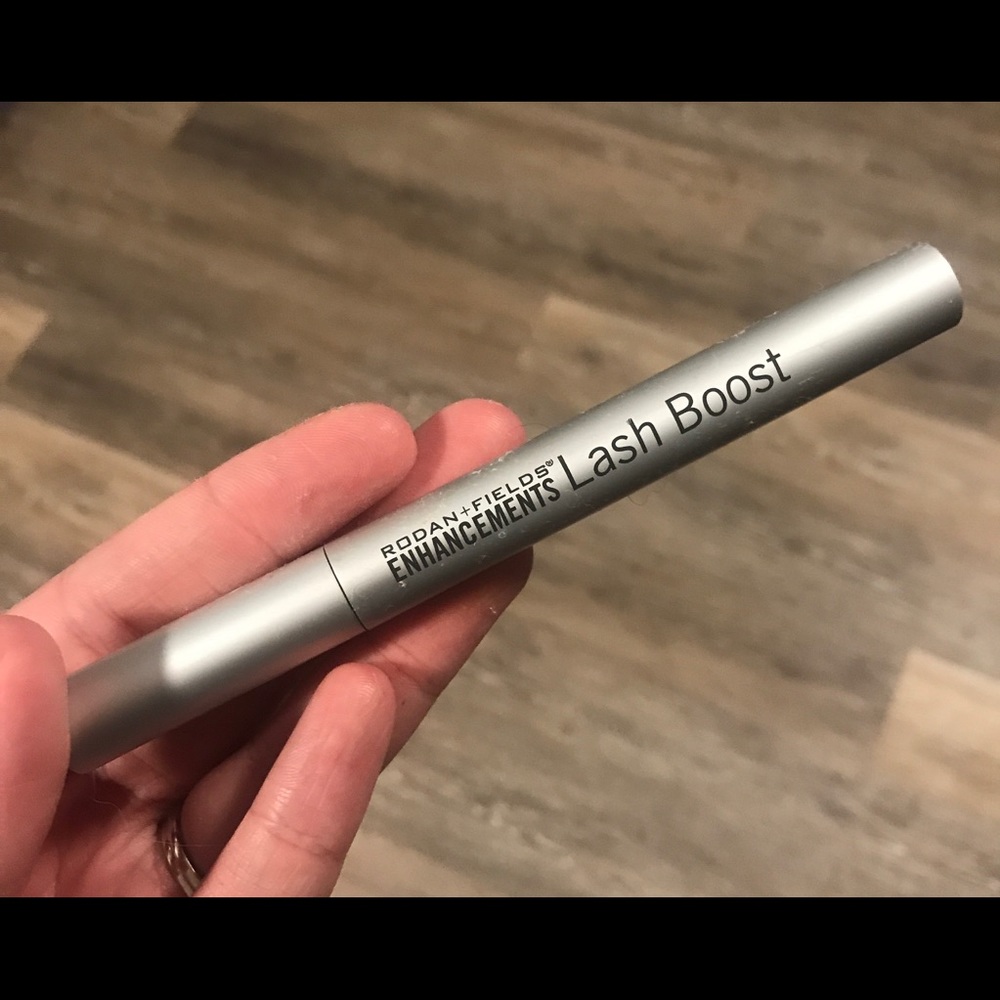 RODAN+FIELDS®
ENHANCEMENTS
Lash Boost